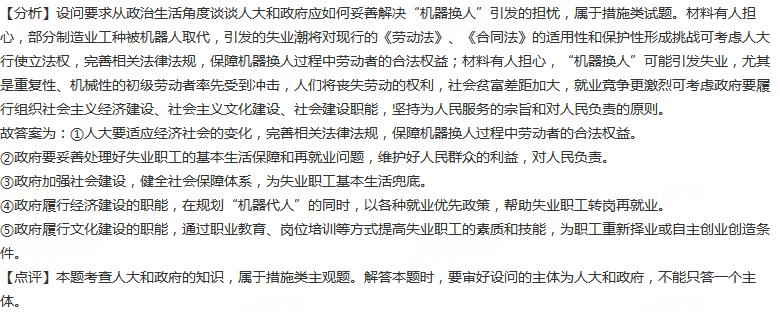 【分析】设问要求从政治生活角度谈谈人大和政府应如何妥善解决“机器换人”引发的担忧，属于措施类试题。材料有人担
心，部分制造业工种被机器人取代，引发的失业潮将对现行的《劳动法》、《合同法》的适用性和保护性形成挑战可考虑人大
行使立法权，完善相关法律法规，保障机器换人过程中劳动者的合法权益；材料有人担心，“机器换人”可能引发失业，尤其
是重复性、机械性的初级劳动者率先受到冲击，人们将丧失劳动的权利，社会贫富差距加大，就业竞争更激烈可考虑政府要履
行组织社会主义经济建设、社会主义文化建设、社会建设职能，坚持为人民服务的宗旨和对人民负责的原则。
故答案为：①人大要适应经济社会的变化，完善相关法律法规，保障机器换人过程中劳动者的合法权益。
②政府要妥善处理好失业职工的基本生活保障和再就业问题，维护好人民群众的利益，对人民负责。
③政府加强社会建设，健全社会保障体系，为失业职工基本生活兜底。
④政府履行经济建设的职能，在规划“机器代人”的同时，以各种就业优先政策，帮助失业职工转岗再就业。
⑤政府履行文化建设的职能，通过职业教育、岗位培训等方式提高失业职工的素质和技能，为职工重新择业或自主创业创造条
件。
【点评】本题考查人大和政府的知识，属于措施类主观题。解答本题时，要审好设问的主体为人大和政府，不能只答一个主
体。